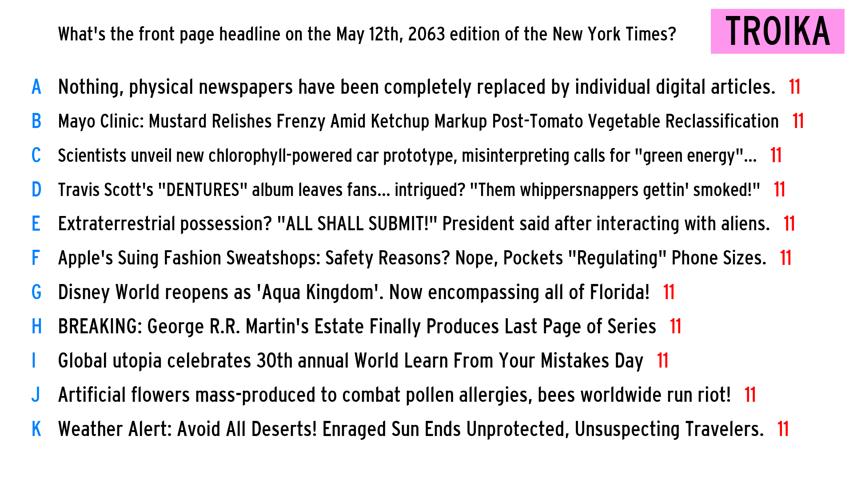 What's the front page headline on the May 12th, 2063 edition of the New York Times?
TROIKA
A Nothing, physical newspapers have been completely replaced by individual digital articles. 11
B Mayo Clinic: Mustard Relishes Frenzy Amid Ketchup Markup Post-Tomato Vegetable Reclassification 11
C Scientists unveil new chlorophyll-powered car prototype, misinterpreting calls for "green energy"... 11
D Travis Scott's "DENTURES" album leaves fans... intrigued? "Them whippersnappers gettin' smoked!" 11
E Extraterrestrial possession? "ALL SHALL SUBMIT!" President said after interacting with aliens. 11
F Apple's Suing Fashion Sweatshops: Safety Reasons? Nope, Pockets "Regulating" Phone Sizes. 11
G Disney World reopens as 'Aqua Kingdom'. Now encompassing all of Florida! 11
H BREAKING: George R.R. Martin's Estate Finally Produces Last Page of Series 11
I Global utopia celebrates 30th annual World Learn From Your Mistakes Day 11
J Artificial flowers mass-produced to combat pollen allergies, bees worldwide run riot! 11
K Weather Alert: Avoid All Deserts! Enraged Sun Ends Unprotected, Unsuspecting Travelers. 11